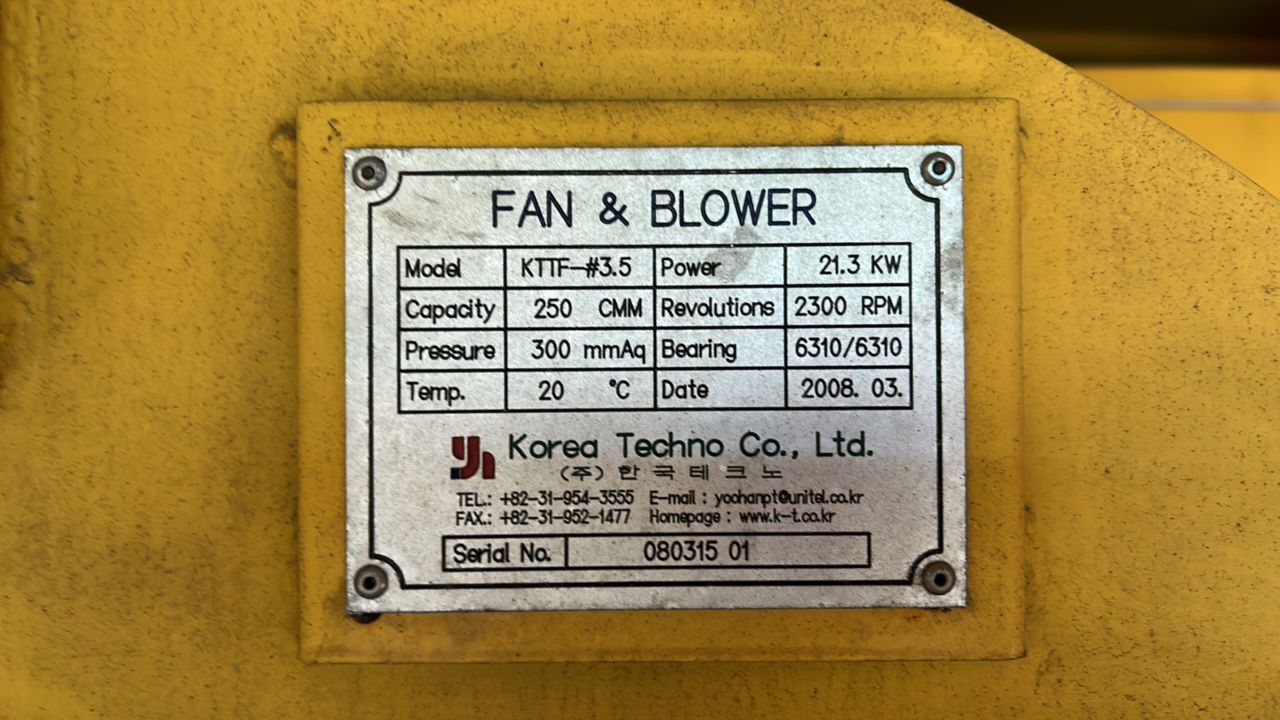 FAN & BLOWER
Model KTTF-#3.5 Power 21.3 KW
Capacity 250 CMM Revolutions 2300 RPM
Pressure 300 mmAq Bearing 6310/6310
Temp. 20 °C Date 2008. 03.
yh Korea Techno Co., Ltd.
(주) 한국테크노
TEL.: +82-31-954-3555 E-mail : yoohanpt@unitel.co.kr
FAX.: +82-31-952-1477 Homepage : www.k-t.co.kr
Serial No. 080315 01